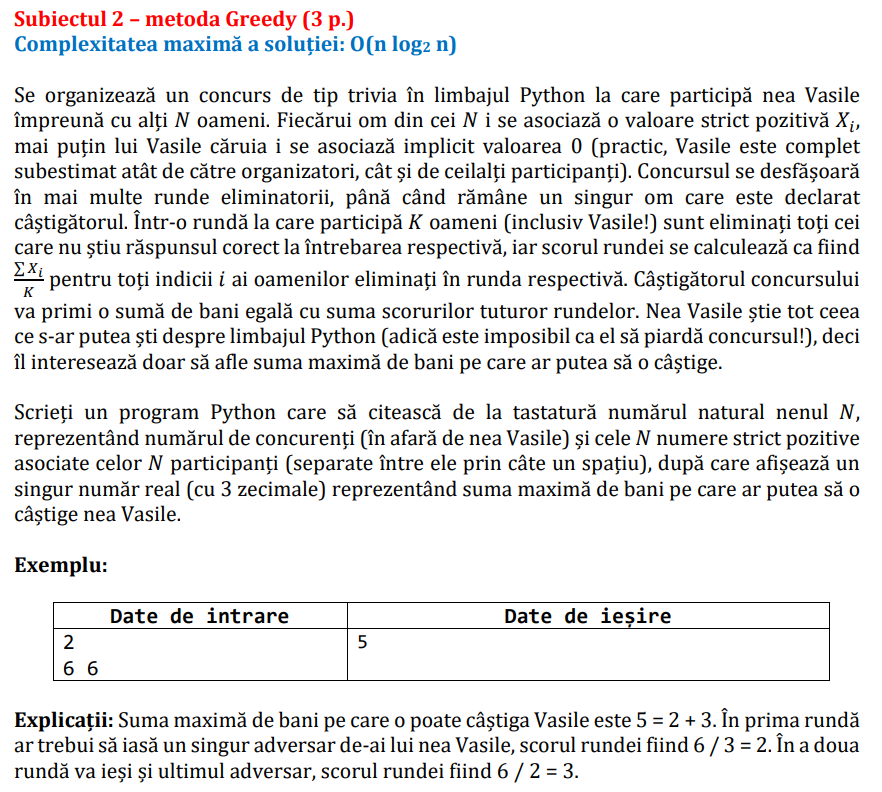 Subiectul 2 – metoda Greedy (3 p.)
Complexitatea maximă a soluției: O(n log₂ n)
Se organizează un concurs de tip trivia în limbajul Python la care participă nea Vasile
împreună cu alți N oameni. Fiecărui om din cei N i se asociază o valoare strict pozitivă Xᵢ,
mai puțin lui Vasile căruia i se asociază implicit valoarea 0 (practic, Vasile este complet
subestimat atât de către organizatori, cât și de ceilalți participanți). Concursul se desfășoară
în mai multe runde eliminatorii, până când rămâne un singur om care este declarat
câștigătorul. Într-o rundă la care participă K oameni (inclusiv Vasile!) sunt eliminați toți cei
care nu știu răspunsul corect la întrebarea respectivă, iar scorul rundei se calculează ca fiind
∑Xᵢ/K pentru toți indicii i ai oamenilor eliminați în runda respectivă. Câștigătorul concursului
va primi o sumă de bani egală cu suma scorurilor tuturor rundelor. Nea Vasile știe tot ceea
ce s-ar putea ști despre limbajul Python (adică este imposibil ca el să piardă concursul!), deci
îl interesează doar să afle suma maximă de bani pe care ar putea să o câștige.
Scrieți un program Python care să citească de la tastatură numărul natural nenul N,
reprezentând numărul de concurenți (în afară de nea Vasile) și cele N numere strict pozitive
asociate celor N participanți (separate între ele prin câte un spațiu), după care afișează un
singur număr real (cu 3 zecimale) reprezentând suma maximă de bani pe care ar putea să o
câștige nea Vasile.
Exemplu:
Date de intrare Date de ieșire
2 5
6 6
Explicații: Suma maximă de bani pe care o poate câștiga Vasile este 5 = 2 + 3. În prima rundă
ar trebui să iasă un singur adversar de-ai lui nea Vasile, scorul rundei fiind 6 / 3 = 2. În a doua
rundă va ieși și ultimul adversar, scorul rundei fiind 6 / 2 = 3.